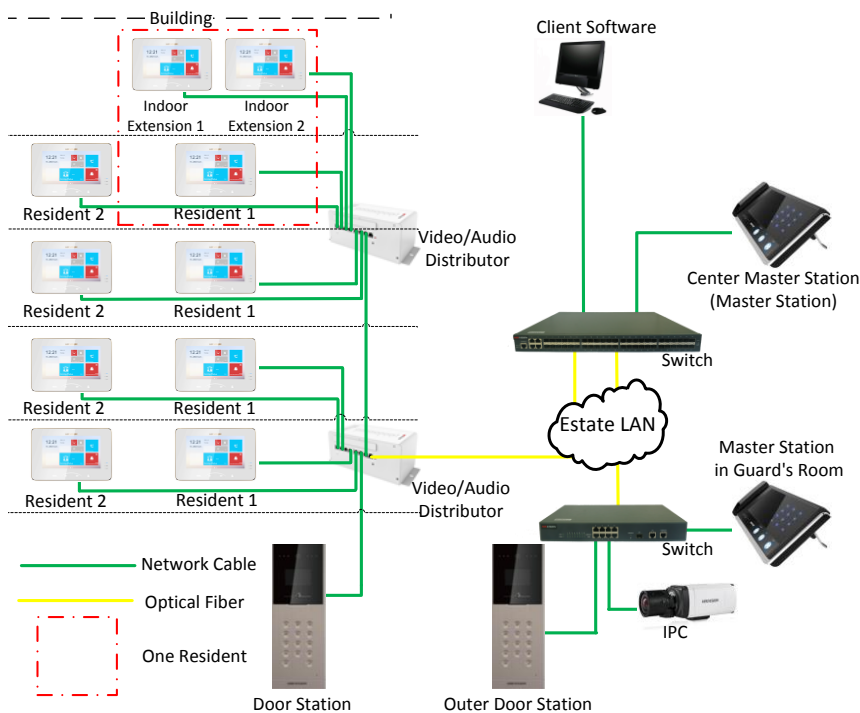 Building
Client Software
Indoor
Extension 1
Indoor
Extension 2
Resident 2
Resident 1
Video/Audio
Distributor
Center Master Station
(Master Station)
Resident 2
Resident 1
Switch
Resident 2
Resident 1
Estate LAN
Master Station
in Guard's Room
Resident 2
Resident 1
Video/Audio
Distributor
Switch
Network Cable
Optical Fiber
IPC
One Resident
Door Station
Outer Door Station